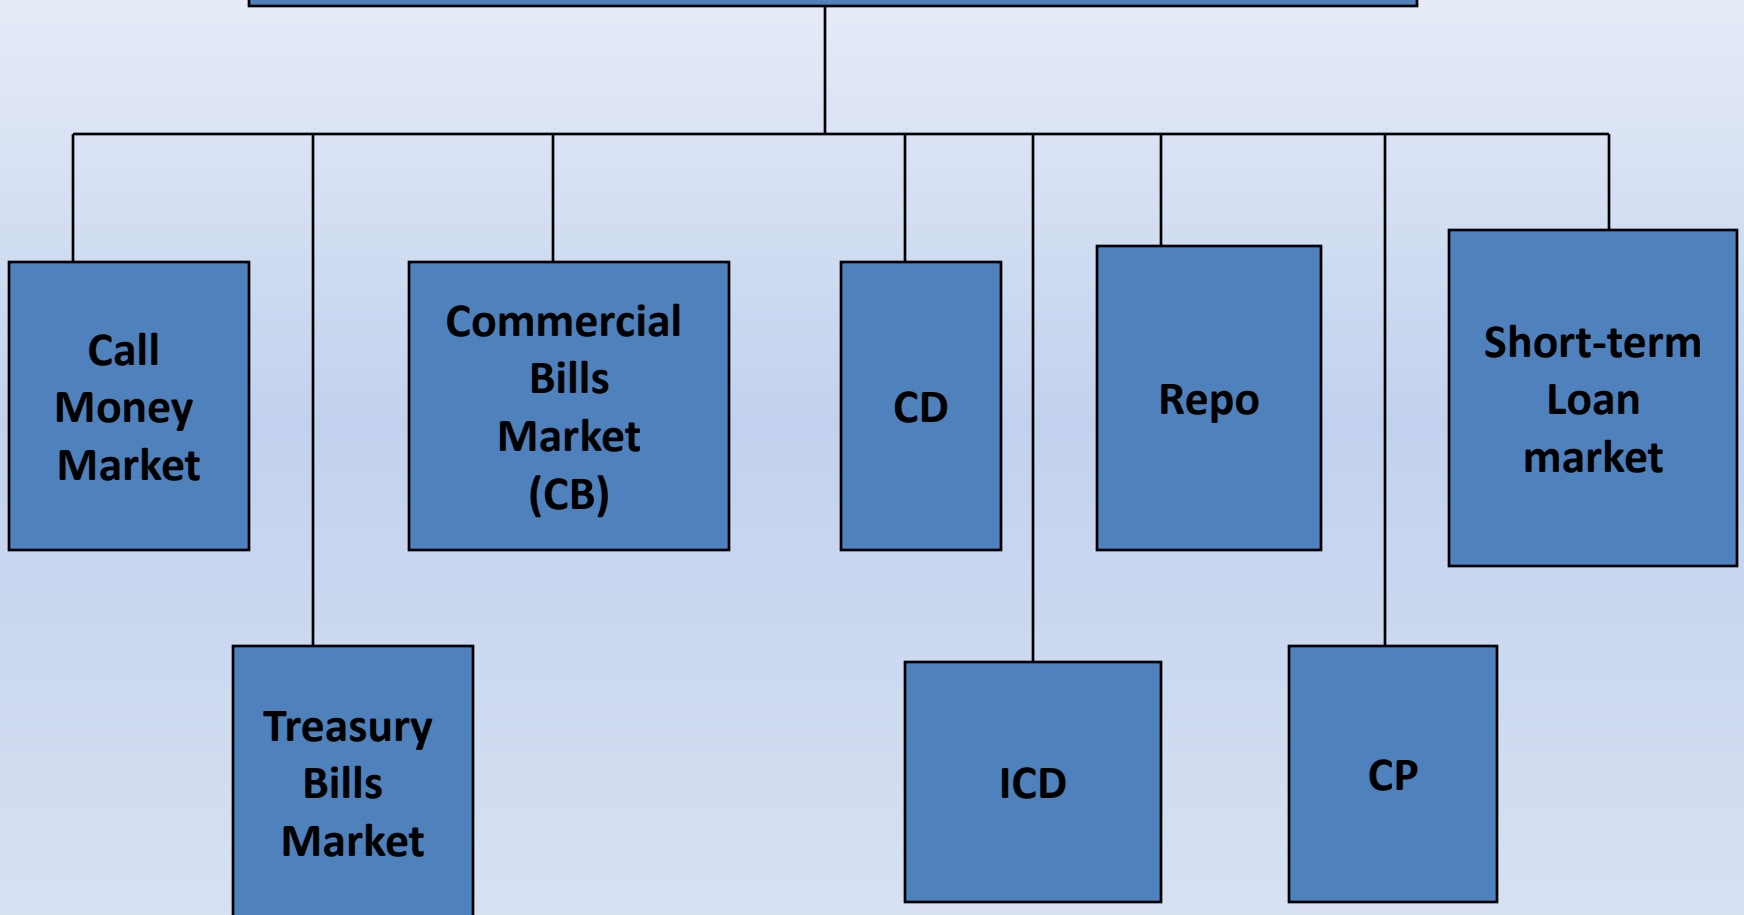 Call
Money
Market
Commercial
Bills
Market
(CB)
CD
Repo
Short-term
Loan
market
Treasury
Bills
Market
ICD
CP